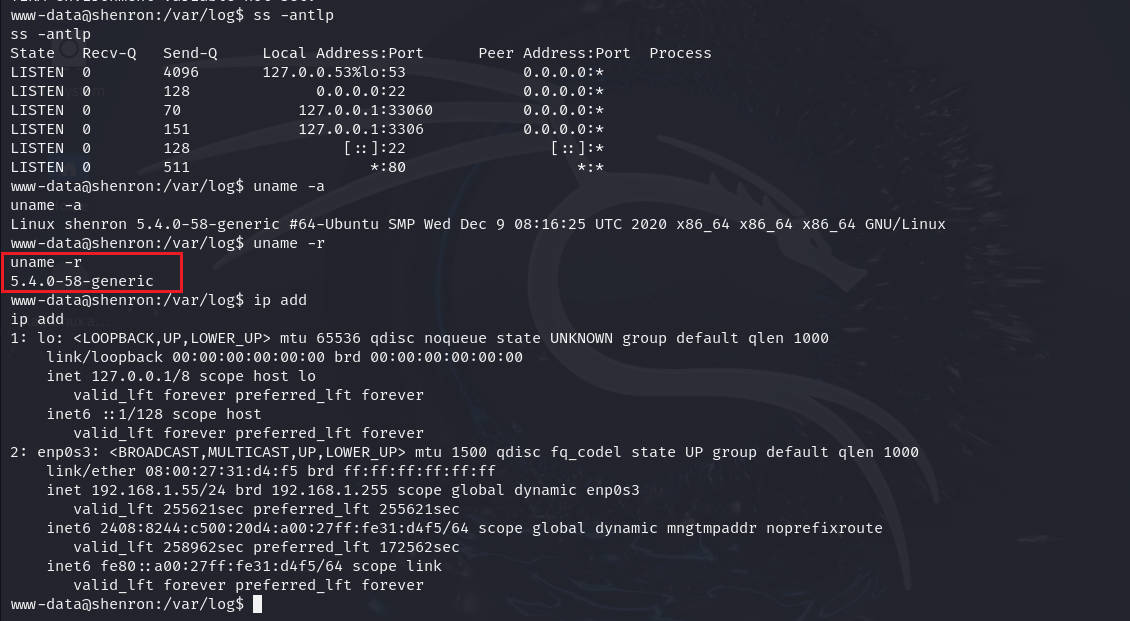 www-data@shenron:/var/log$ ss -antlp
ss -antlp
State Recv-Q Send-Q Local Address:Port Peer Address:Port Process
LISTEN 0 4096 127.0.0.53%lo:53 0.0.0.0:*
LISTEN 0 128 0.0.0.0:22 0.0.0.0:*
LISTEN 0 70 127.0.0.1:33060 0.0.0.0:*
LISTEN 0 151 127.0.0.1:3306 0.0.0.0:*
LISTEN 0 128 [::]:22 [::]:*
LISTEN 0 511 *:80 *:*
www-data@shenron:/var/log$ uname -a
uname -a
Linux shenron 5.4.0-58-generic #64-Ubuntu SMP Wed Dec 9 08:16:25 UTC 2020 x86_64 x86_64 x86_64 GNU/Linux
www-data@shenron:/var/log$ uname -r
uname -r
5.4.0-58-generic
www-data@shenron:/var/log$ ip add
ip add
1: lo: <LOOPBACK,UP,LOWER_UP> mtu 65536 qdisc noqueue state UNKNOWN group default qlen 1000
link/loopback 00:00:00:00:00:00 brd 00:00:00:00:00:00
inet 127.0.0.1/8 scope host lo
valid_lft forever preferred_lft forever
inet6 ::1/128 scope host
valid_lft forever preferred_lft forever
2: enp0s3: <BROADCAST,MULTICAST,UP,LOWER_UP> mtu 1500 qdisc fq_codel state UP group default qlen 1000
link/ether 08:00:27:31:d4:f5 brd ff:ff:ff:ff:ff:ff
inet 192.168.1.55/24 brd 192.168.1.255 scope global dynamic enp0s3
valid_lft 255621sec preferred_lft 255621sec
inet6 2408:8244:c500:20d4:a00:27ff:fe31:d4f5/64 scope global dynamic mngtmpaddr noprefixroute
valid_lft 258962sec preferred_lft 172562sec
inet6 fe80::a00:27ff:fe31:d4f5/64 scope link
valid_lft forever preferred_lft forever
www-data@shenron:/var/log$